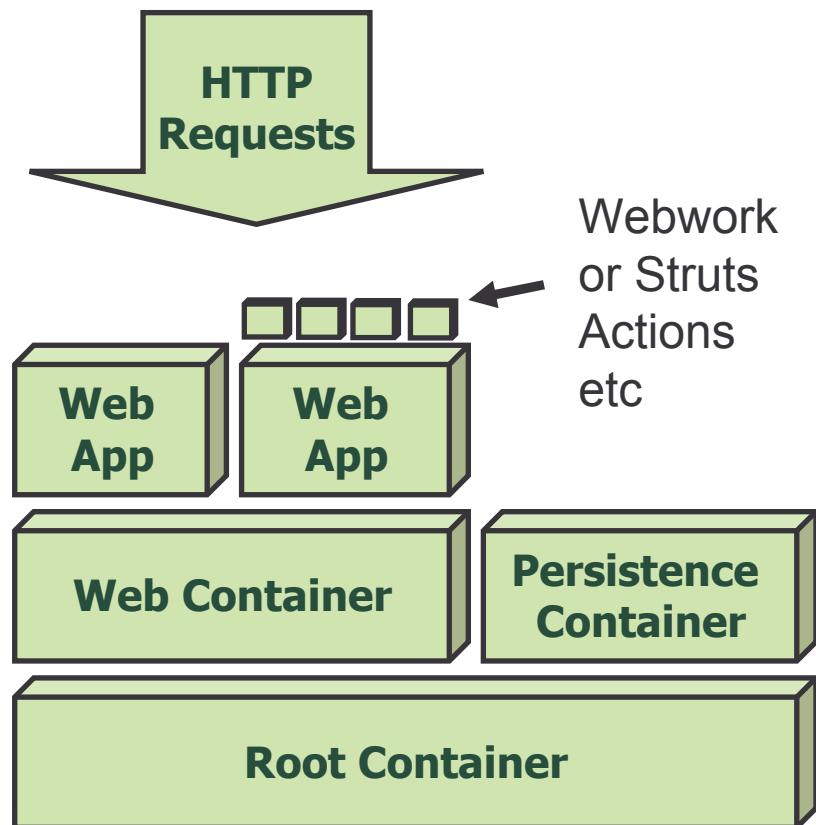 HTTP
Requests
Webwork
or Struts
Actions
etc
Web
App
Web
App
Web Container
Persistence
Container
Root Container